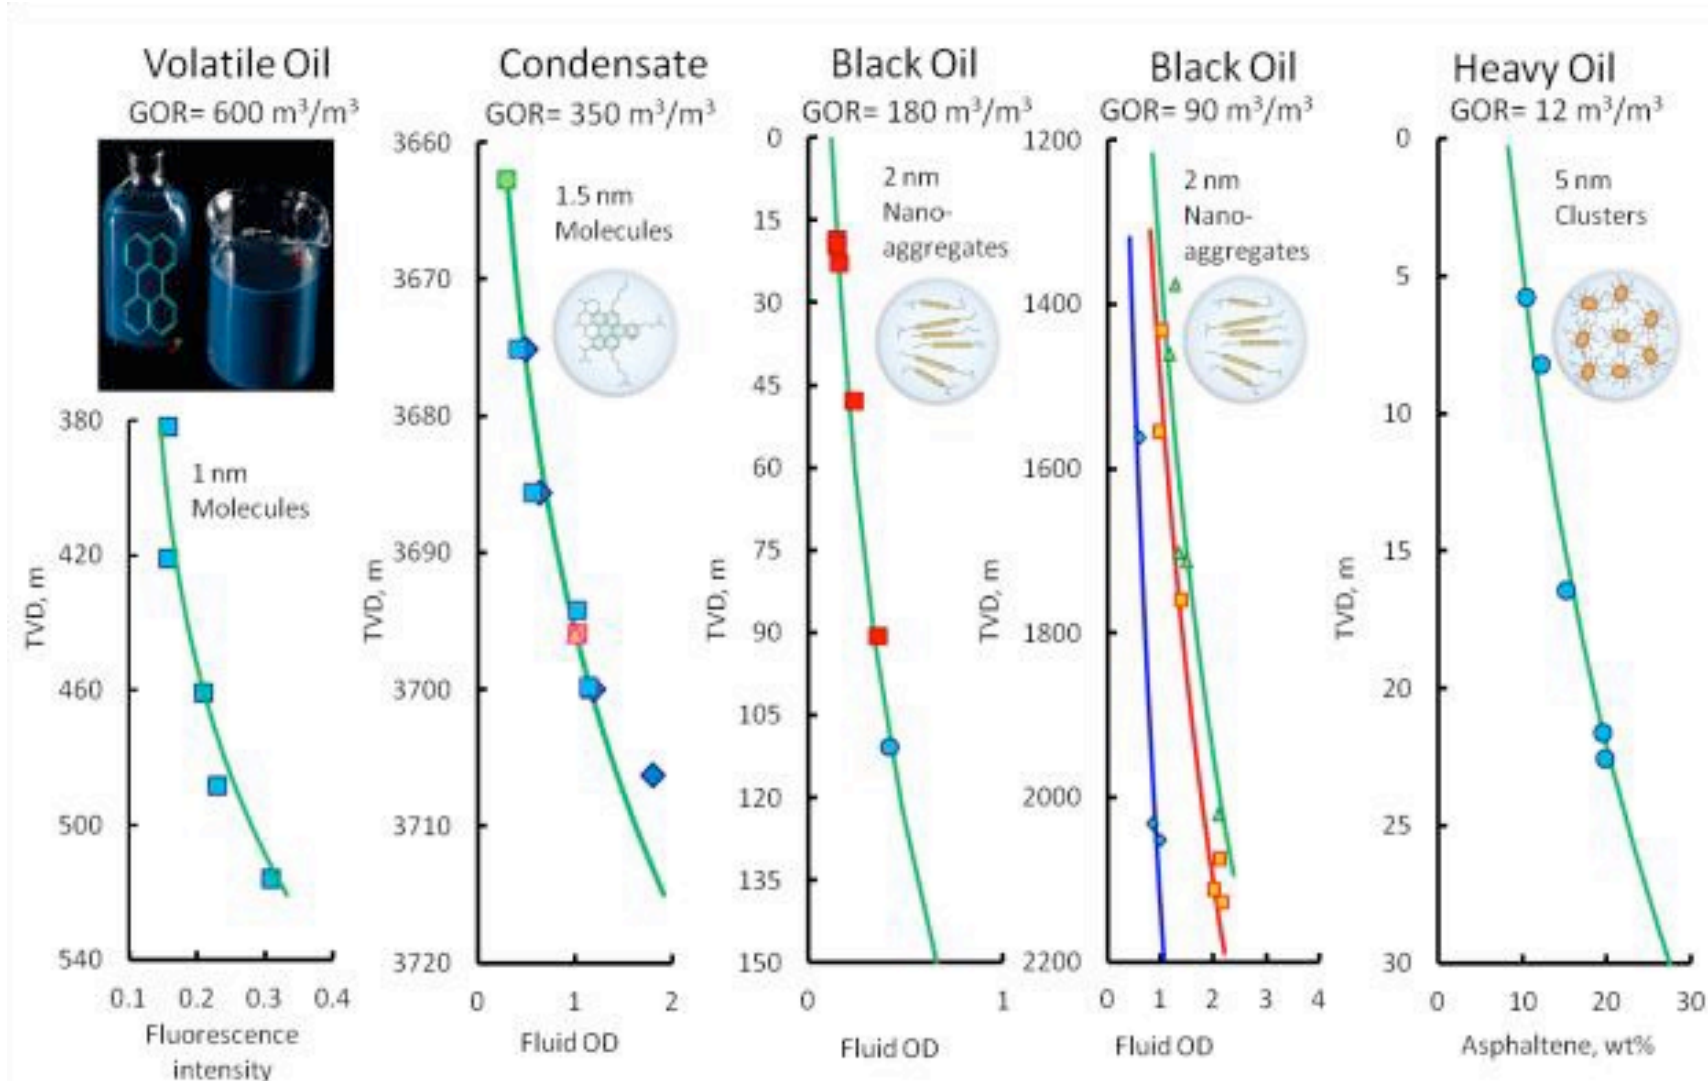 Volatile Oil
GOR= 600 m³/m³
1 nm
Molecules
380
420
460
500
540
TVD, m
0.1 0.2 0.3 0.4
Fluorescence
intensity
Condensate
GOR= 350 m³/m³
1.5 nm
Molecules
3660
3670
3680
3690
3700
3710
3720
TVD, m
0 1 2
Fluid OD
Black Oil
GOR= 180 m³/m³
2 nm
Nano-
aggregates
0
15
30
45
60
75
90
105
120
135
150
TVD, m
0 1
Fluid OD
Black Oil
GOR= 90 m³/m³
2 nm
Nano-
aggregates
1200
1400
1600
1800
2000
2200
TVD, m
0 1 2 3 4
Fluid OD
Heavy Oil
GOR= 12 m³/m³
5 nm
Clusters
0
5
10
15
20
25
30
TVD, m
0 10 20 30
Asphaltene, wt%